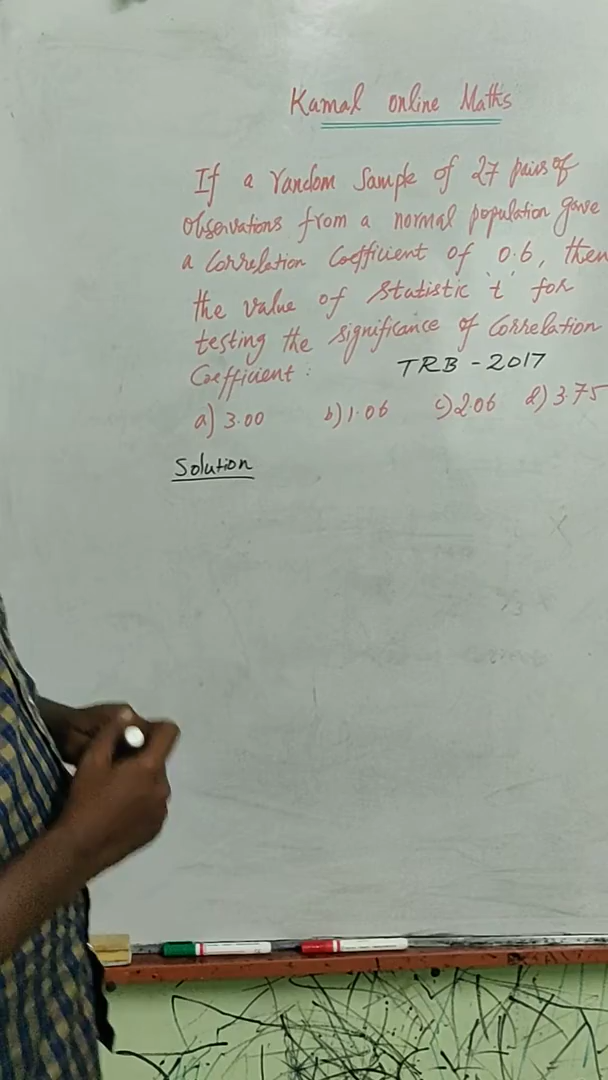 Kamal online Maths
If a random Sample of 27 pairs of
observations from a normal population gave
a Correlation Coefficient of 0.6, then
the value of Statistic 't' for
testing the significance of Correlation
Coefficient :
TRB - 2017
a) 3.00 b) 1.06 c) 2.06 d) 3.75
Solution